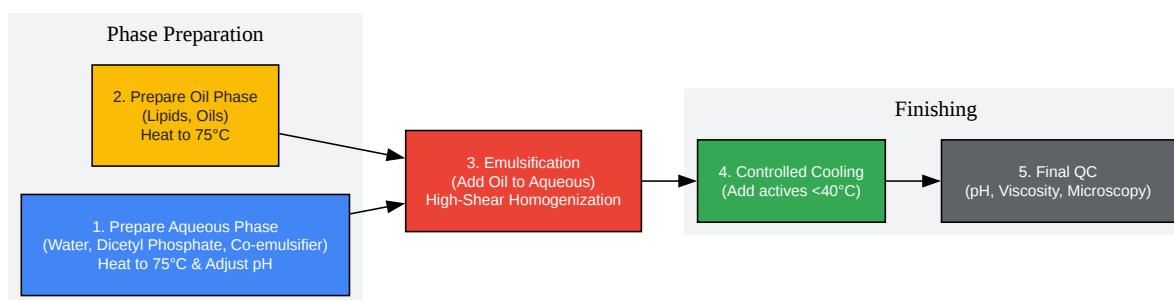 Phase Preparation
2. Prepare Oil Phase
(Lipids, Oils)
Heat to 75°C
1. Prepare Aqueous Phase
(Water, Dicetyl Phosphate, Co-emulsifier)
Heat to 75°C & Adjust pH
3. Emulsification
(Add Oil to Aqueous)
High-Shear Homogenization
Finishing
4. Controlled Cooling
(Add actives <40°C)
5. Final QC
(pH, Viscosity, Microscopy)